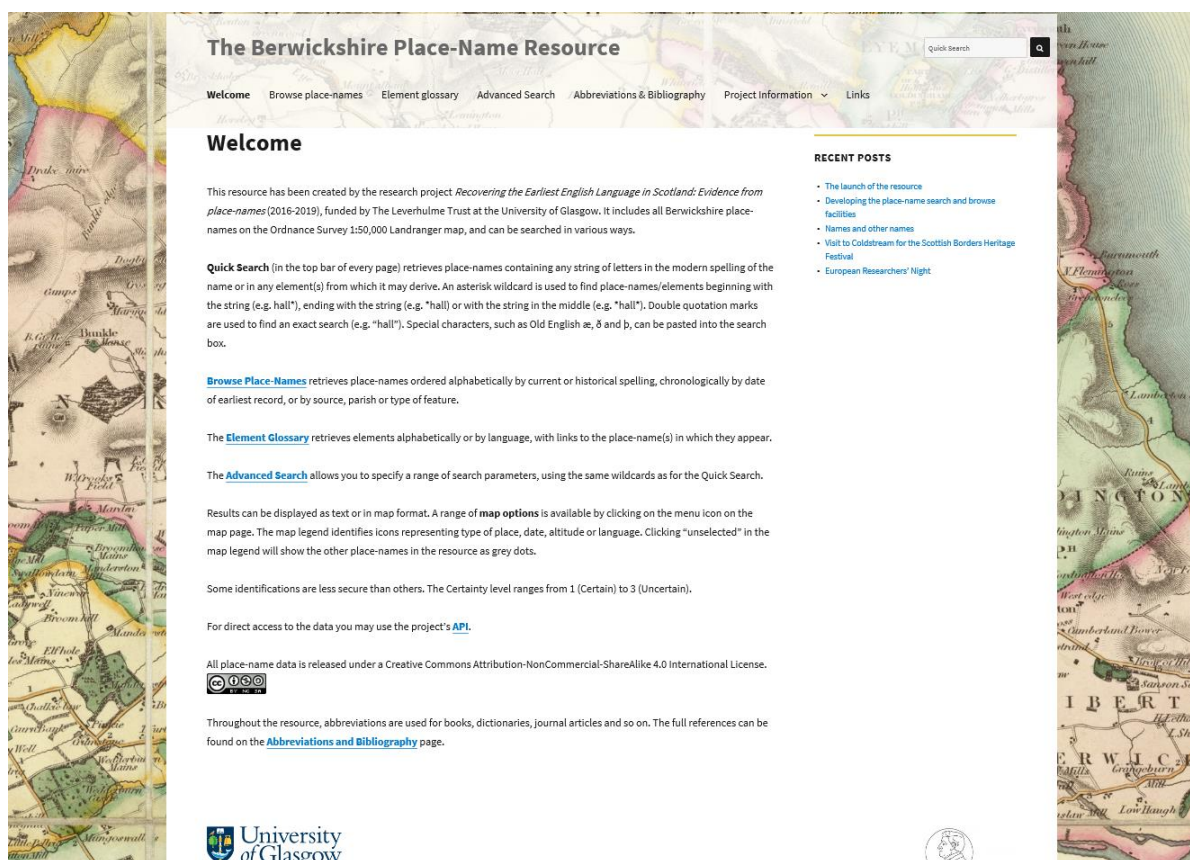 The Berwickshire Place-Name Resource
Quick Search
Welcome Browse place-names Element glossary Advanced Search Abbreviations & Bibliography Project Information Links
Welcome
This resource has been created by the research project Recovering the Earliest English Language in Scotland: Evidence from
place-names (2016-2019), funded by The Leverhulme Trust at the University of Glasgow. It includes all Berwickshire place-
names on the Ordnance Survey 1:50,000 Landranger map, and can be searched in various ways.
Quick Search (in the top bar of every page) retrieves place-names containing any string of letters in the modern spelling of the
name or in any element(s) from which it may derive. An asterisk wildcard is used to find place-names/elements beginning with
the string (e.g. hall*), ending with the string (e.g. *hall) or with the string in the middle (e.g. *hall*). Double quotation marks
are used to find an exact search (e.g. “hall”). Special characters, such as Old English æ, ð and þ, can be pasted into the search
box.
Browse Place-Names retrieves place-names ordered alphabetically by current or historical spelling, chronologically by date
of earliest record, or by source, parish or type of feature.
The Element Glossary retrieves elements alphabetically or by language, with links to the place-name(s) in which they appear.
The Advanced Search allows you to specify a range of search parameters, using the same wildcards as for the Quick Search.
Results can be displayed as text or in map format. A range of map options is available by clicking on the menu icon on the
map page. The map legend identifies icons representing type of place, date, altitude or language. Clicking “unselected” in the
map legend will show the other place-names in the resource as grey dots.
Some identifications are less secure than others. The Certainty level ranges from 1 (Certain) to 3 (Uncertain).
For direct access to the data you may use the project's API.
All place-name data is released under a Creative Commons Attribution-NonCommercial-ShareAlike 4.0 International License.
cc BY NC SA
Throughout the resource, abbreviations are used for books, dictionaries, journal articles and so on. The full references can be
found on the Abbreviations and Bibliography page.
University
of Glasgow
RECENT POSTS
The launch of the resource
Developing the place-name search and browse
facilities
Names and other names
Visit to Coldstream for the Scottish Borders Heritage
Festival
European Researchers' Night
Drake mire
Bunkle
Marden
Paper Mill
Elfhole
Mungoswall
Lamberton
Ruins
West edge
Cumberland Bower
Low Haugh